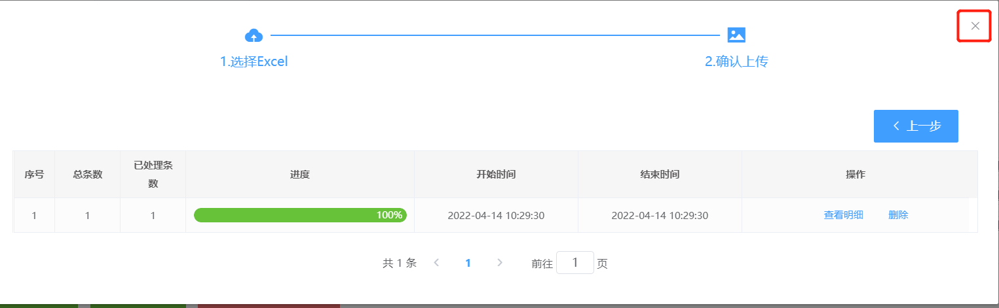 1.选择Excel
2.确认上传
上一步
序号 总条数 已处理条数 进度 开始时间 结束时间 操作
1 1 1 100% 2022-04-14 10:29:30 2022-04-14 10:29:30 查看明细 删除
共 1 条 1 前往 1 页